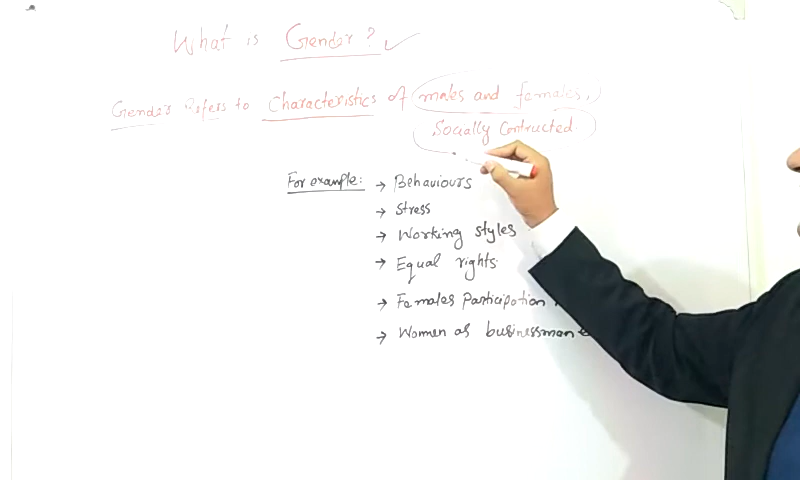 What is Gender?
Gender Refers to Characteristics of males and females,
Socially Contructed.
For example: → Behaviours
→ Stress
→ Working styles
→ Equal rights.
→ Females Participation
→ Women as businessman